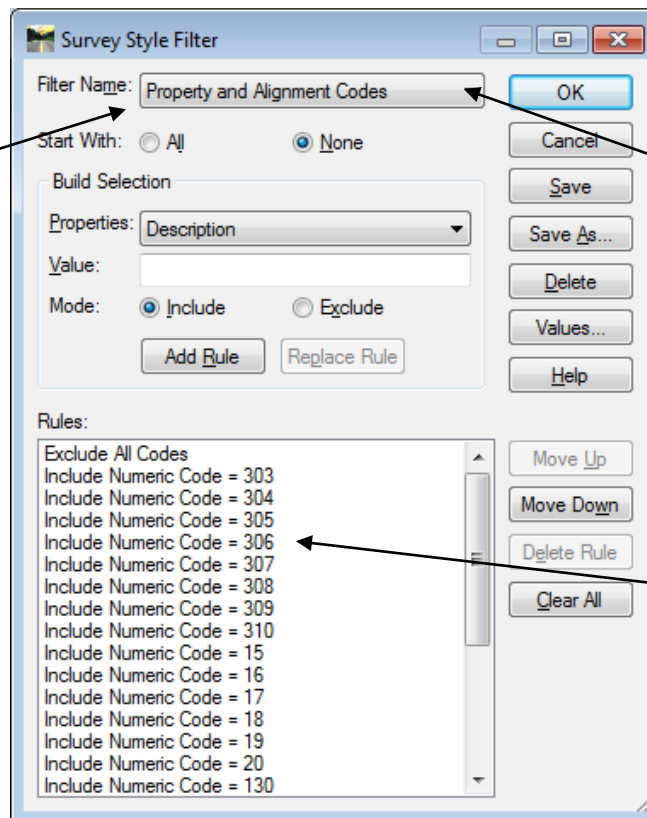 Survey Style Filter
Filter Name: Property and Alignment Codes
OK
Start With: All None
Cancel
Build Selection
Save
Properties: Description
Save As...
Value:
Delete
Mode: Include Exclude
Values...
Add Rule Replace Rule
Help
Rules:
Exclude All Codes
Include Numeric Code = 303
Include Numeric Code = 304
Include Numeric Code = 305
Include Numeric Code = 306
Include Numeric Code = 307
Include Numeric Code = 308
Include Numeric Code = 309
Include Numeric Code = 310
Include Numeric Code = 15
Include Numeric Code = 16
Include Numeric Code = 17
Include Numeric Code = 18
Include Numeric Code = 19
Include Numeric Code = 20
Include Numeric Code = 130
Move Up
Move Down
Delete Rule
Clear All